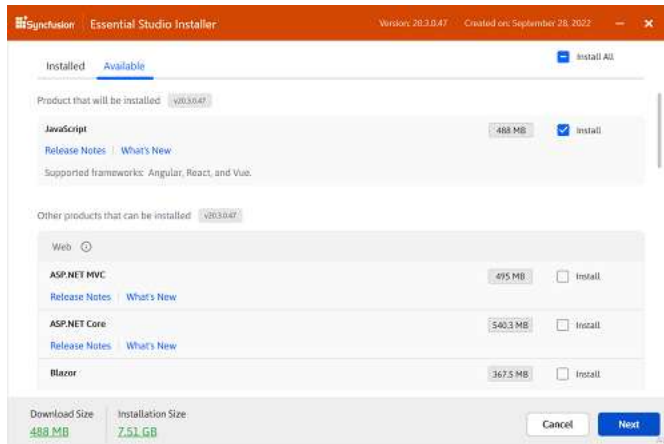 Syncfusion Essential Studio Installer Version: 20.3.0.47 Created on: September 28, 2022
Installed Available Install All
Product that will be installed v20.3.0.47
JavaScript 488 MB Install
Release Notes What's New
Supported frameworks: Angular, React, and Vue.
Other products that can be installed v20.3.0.47
Web
ASP.NET MVC 495 MB Install
Release Notes What's New
ASP.NET Core 540.3 MB Install
Release Notes What's New
Blazor 367.5 MB Install
Download Size Installation Size
488 MB 7.51 GB Cancel Next